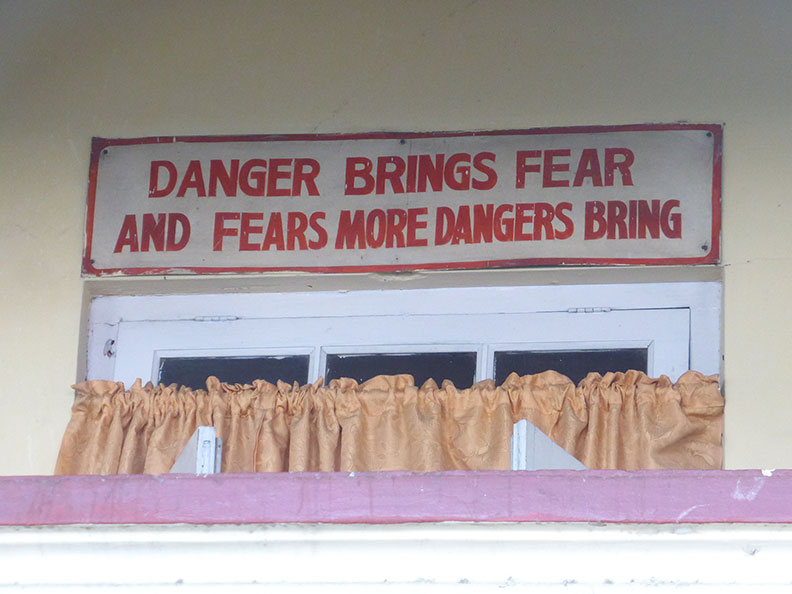 DANGER BRINGS FEAR
AND FEARS MORE DANGERS BRING